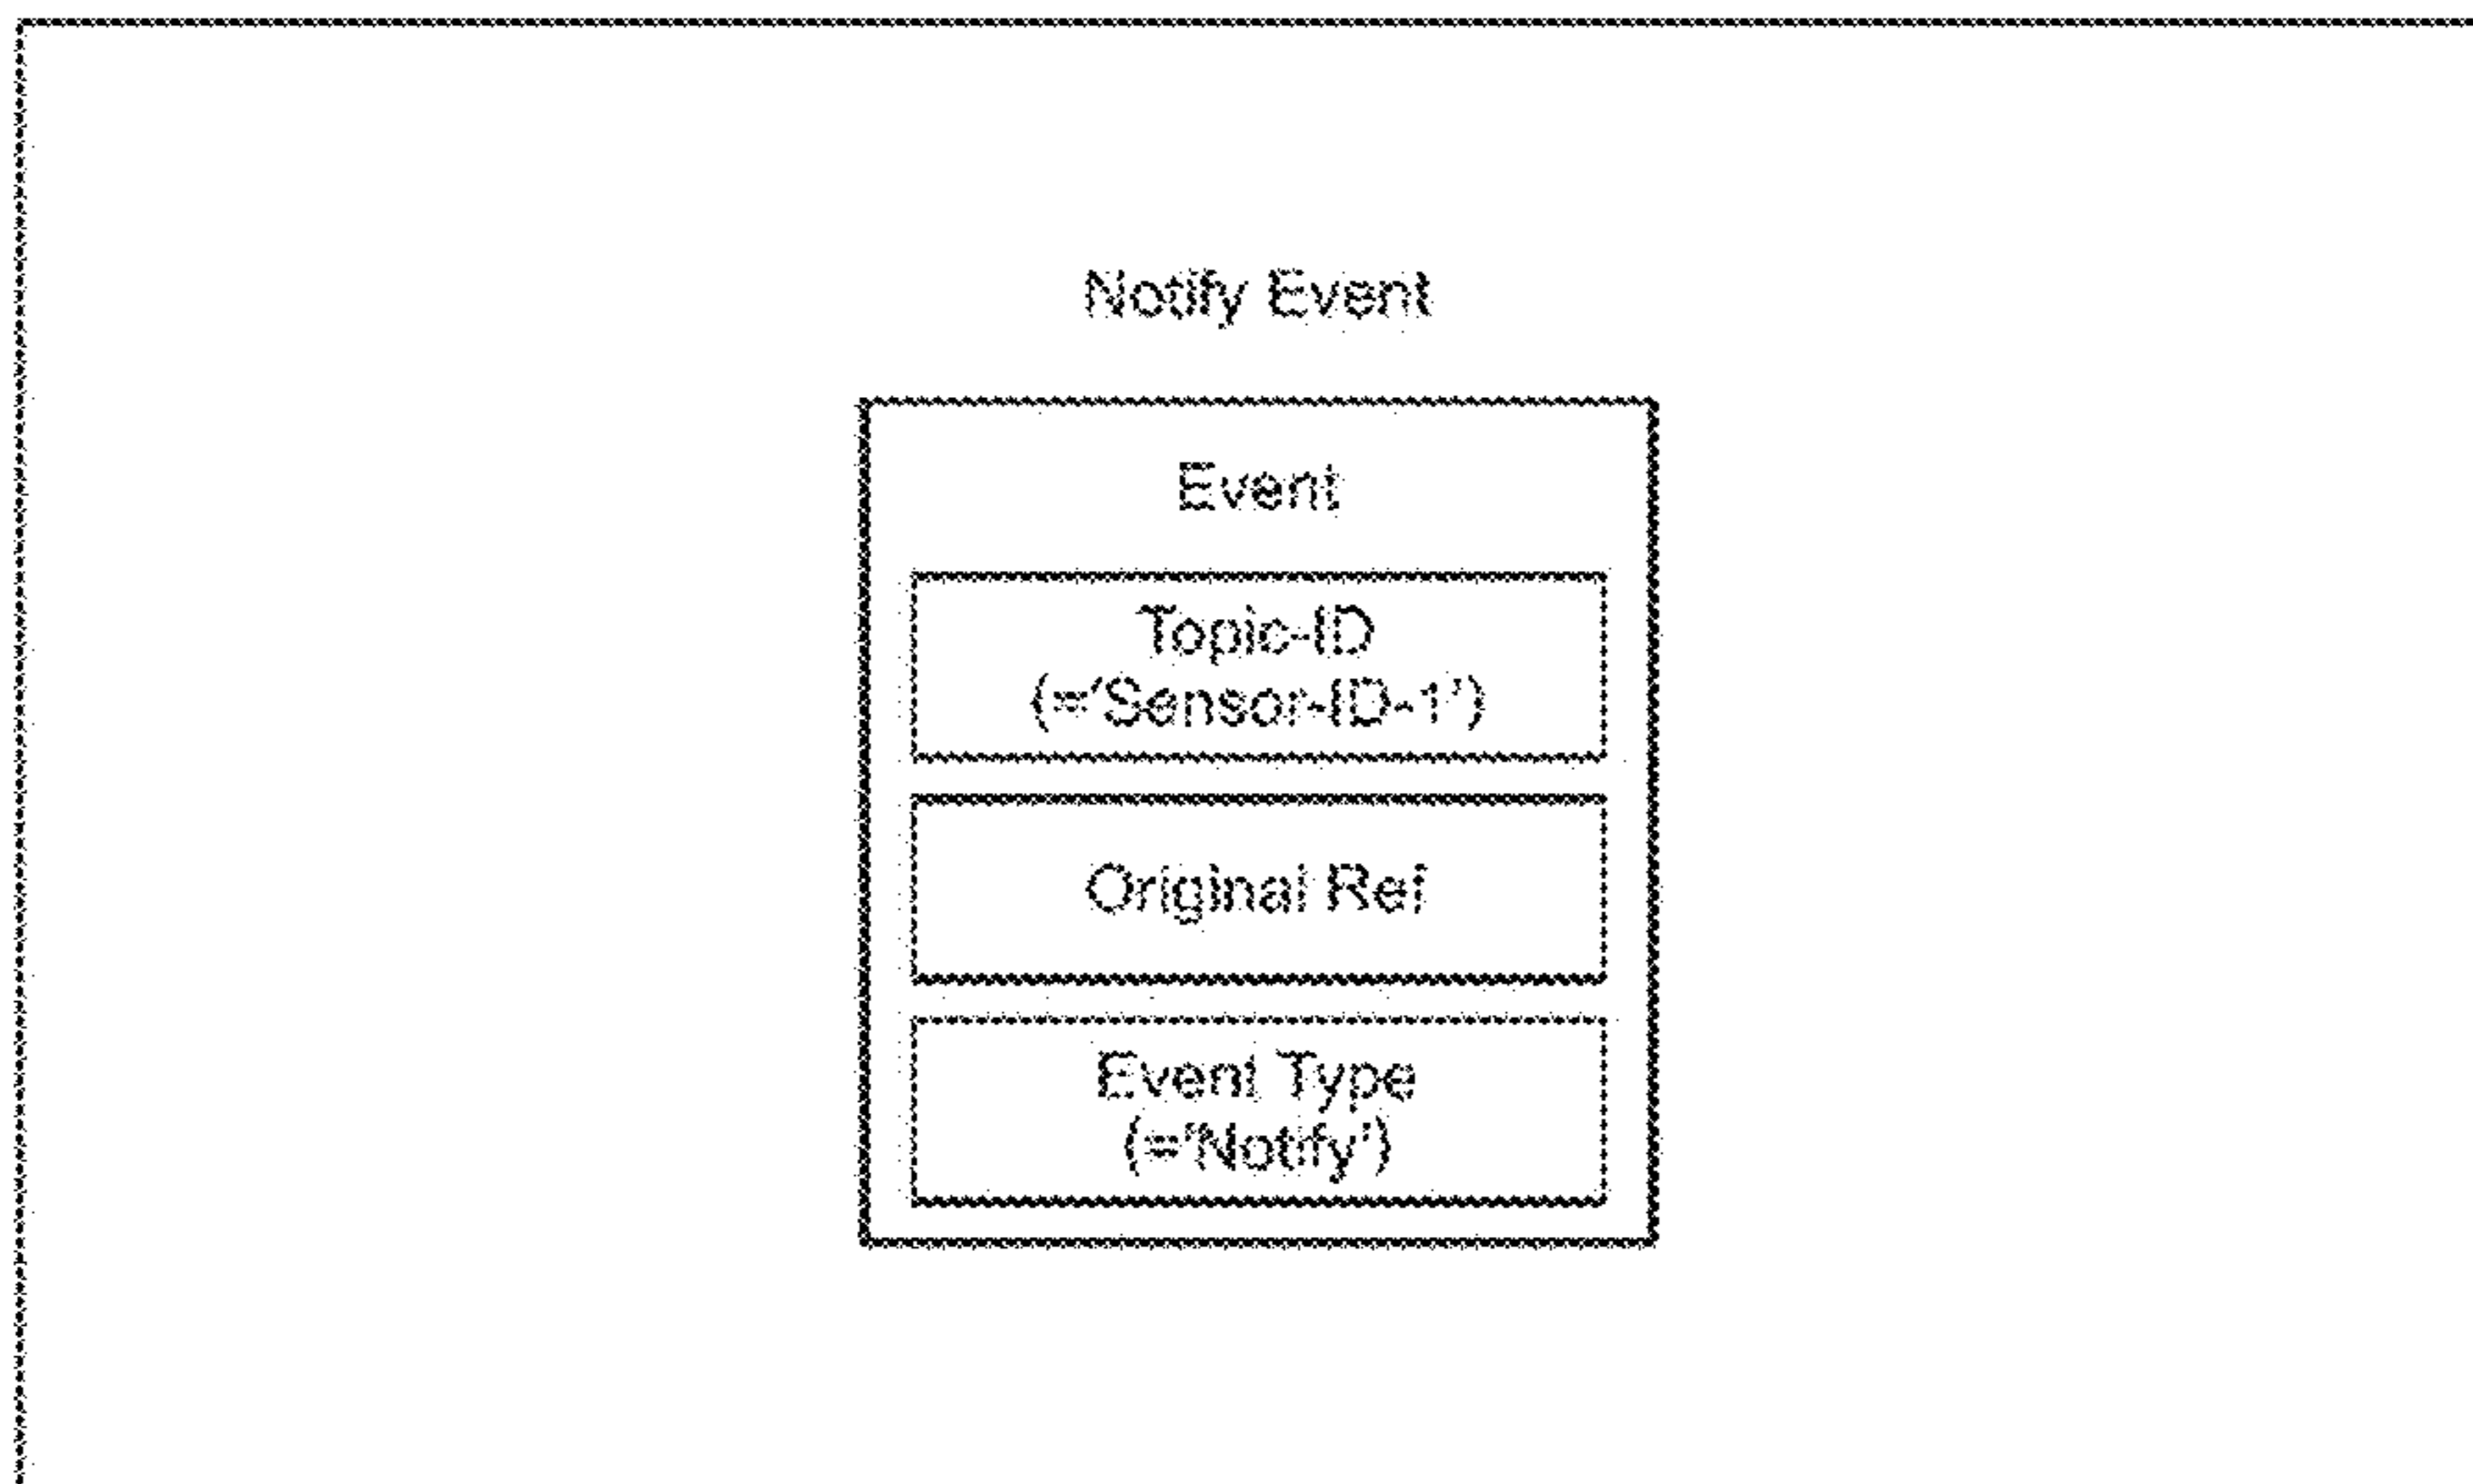 Notify Event
Event
Topic-ID
(=‘Sensor-ID-1’)
Original Ref
Event Type
(=‘Notify’)